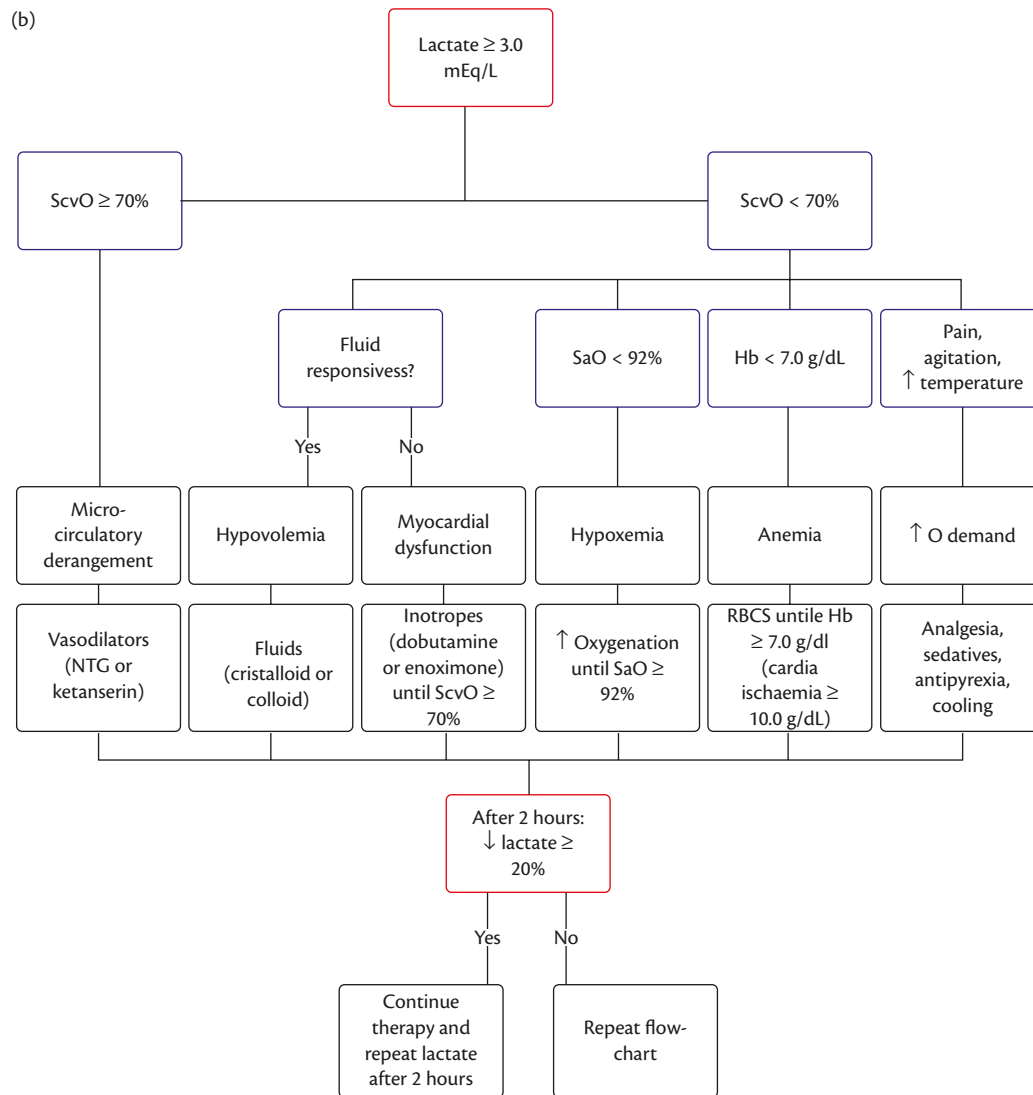 (b)
Lactate ≥ 3.0
mEq/L
ScvO ≥ 70%
ScvO < 70%
Fluid
responsivess?
SaO < 92%
Hb < 7.0 g/dL
Pain,
agitation,
↑ temperature
Yes
No
Micro-
circulatory
derangement
Hypovolemia
Myocardial
dysfunction
Hypoxemia
Anemia
↑ O demand
Vasodilators
(NTG or
ketanserin)
Fluids
(cristalloid or
colloid)
Inotropes
(dobutamine
or enoximone)
until ScvO ≥
70%
↑ Oxygenation
until SaO ≥
92%
RBCS untile Hb
≥ 7.0 g/dl
(cardia
ischaemia ≥
10.0 g/dL)
Analgesia,
sedatives,
antipyrexia,
cooling
After 2 hours:
↓ lactate ≥
20%
Yes
No
Continue
therapy and
repeat lactate
after 2 hours
Repeat flow-
chart